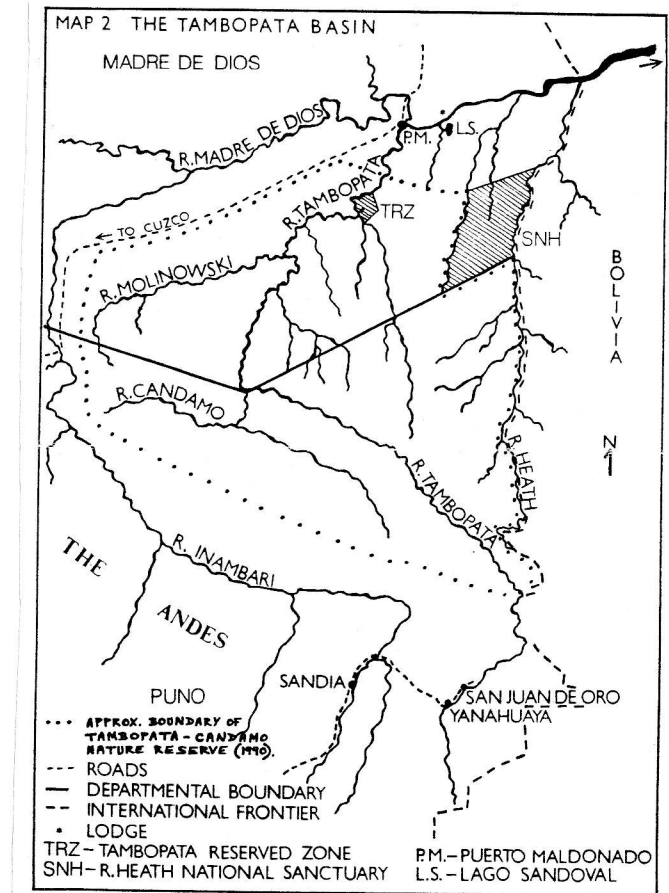 MAP 2 THE TAMBOPATA BASIN
MADRE DE DIOS
R. MADRE DE DIOS
P.M.
L.S.
R. TAMBOPATA
TRZ
← TO CUZCO
SNH
R. MOLINOWSKI
BOLIVIA
R. CANDAMO
N
R. HEATH
R. TAMBOPATA
R. INAMBARI
THE
ANDES
SANDIA
SAN JUAN DE ORO
YANAHUAYA
PUNO
APPROX. BOUNDARY OF
TAMBOPATA - CANDAMO
NATURE RESERVE (1990).
ROADS
DEPARTMENTAL BOUNDARY
INTERNATIONAL FRONTIER
LODGE
TRZ - TAMBOPATA RESERVED ZONE
P.M. - PUERTO MALDONADO
SNH - R. HEATH NATIONAL SANCTUARY
L.S. - LAGO SANDOVAL